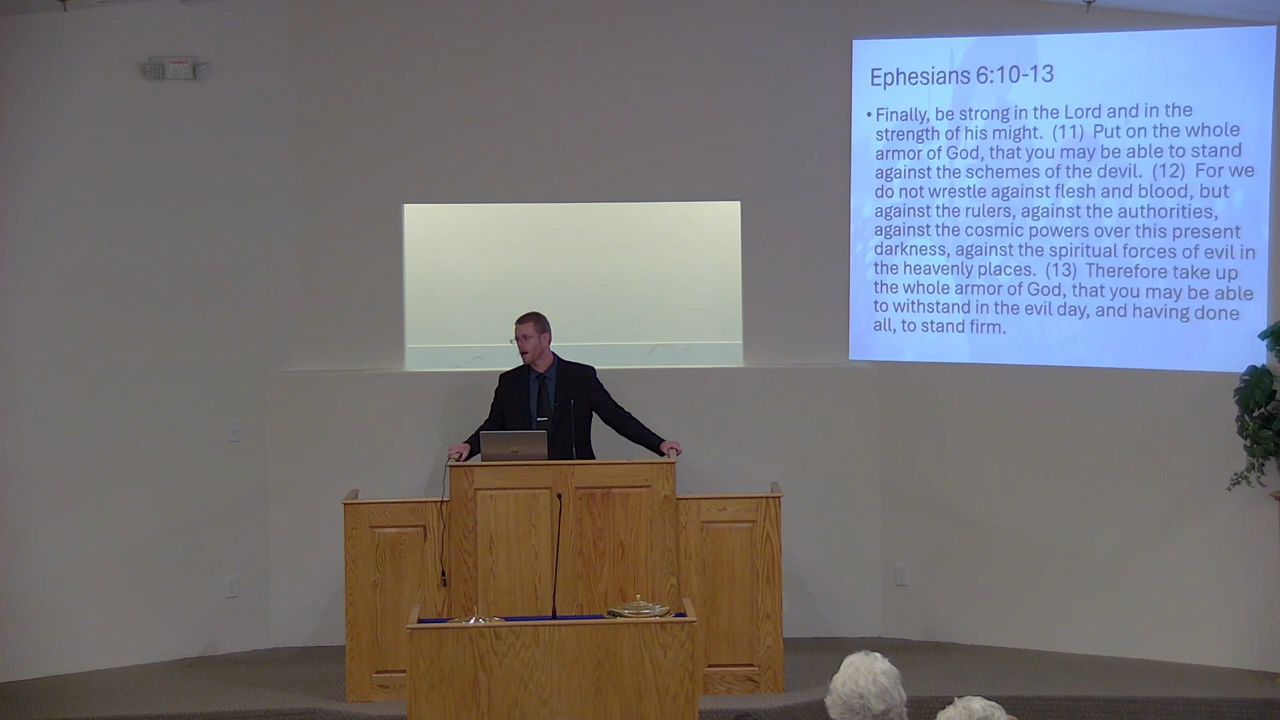 Ephesians 6:10-13
• Finally, be strong in the Lord and in the
strength of his might. (11) Put on the whole
armor of God, that you may be able to stand
against the schemes of the devil. (12) For we
do not wrestle against flesh and blood, but
against the rulers, against the authorities,
against the cosmic powers over this present
darkness, against the spiritual forces of evil in
the heavenly places. (13) Therefore take up
the whole armor of God, that you may be able
to withstand in the evil day, and having done
all, to stand firm.